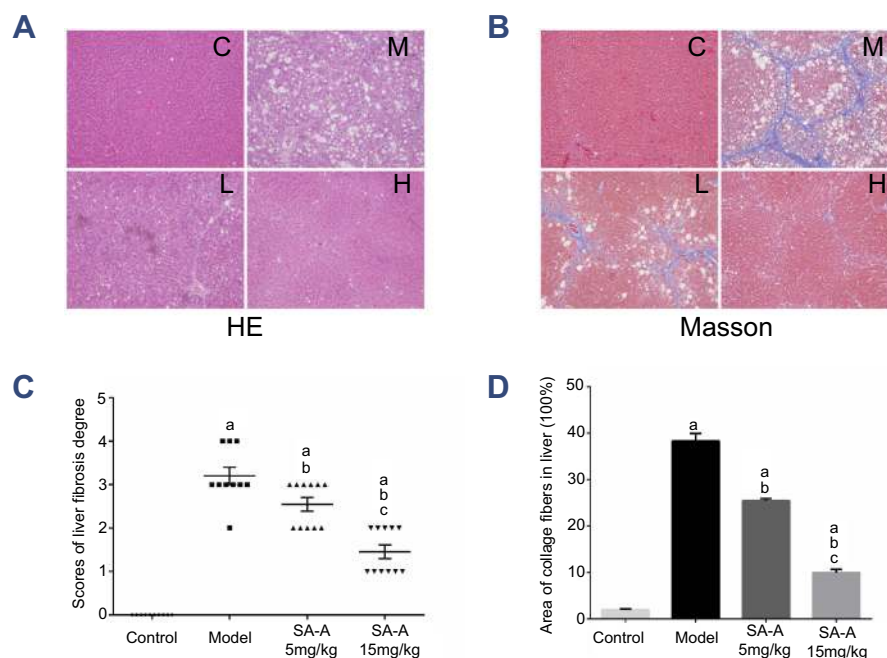 A
C
M
L
H
HE
B
C
M
L
H
Masson
C
Scores of liver fibrosis degree
5
4
3
2
1
0
a
a
b
a
b
c
Control
Model
SA-A
5mg/kg
SA-A
15mg/kg
D
Area of collage fibers in liver (100%)
50
40
30
20
10
0
a
a
b
a
b
c
Control
Model
SA-A
5mg/kg
SA-A
15mg/kg